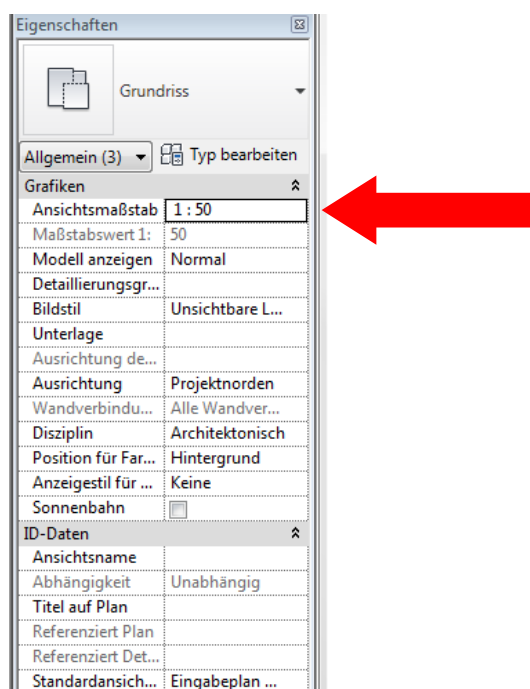 Eigenschaften
Grundriss
Allgemein (3) Typ bearbeiten
Grafiken
Ansichtsmaßstab 1 : 50
Maßstabswert 1: 50
Modell anzeigen Normal
Detaillierungsgr...
Bildstil Unsichtbare L...
Unterlage
Ausrichtung de...
Ausrichtung Projektnorden
Wandverbindu... Alle Wandver...
Disziplin Architektonisch
Position für Far... Hintergrund
Anzeigestil für ... Keine
Sonnenbahn
ID-Daten
Ansichtsname
Abhängigkeit Unabhängig
Titel auf Plan
Referenziert Plan
Referenziert Det...
Standardansich... Eingabeplan ...